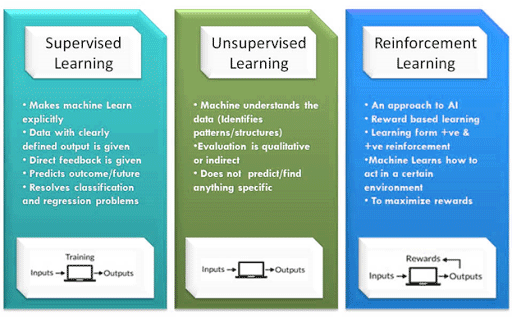 Supervised
Learning
• Makes machine Learn
explicitly
• Data with clearly
defined output is given
• Direct feedback is given
• Predicts outcome/future
• Resolves classification
and regression problems
Training
Inputs
Outputs
Unsupervised
Learning
• Machine understands the
data (Identifies
patterns/structures)
•Evaluation is qualitative
or indirect
• Does not predict/find
anything specific
Inputs
Outputs
Reinforcement
Learning
• An approach to AI
• Reward based learning
• Learning form +ve &
+ve reinforcement
•Machine Learns how to
act in a certain
environment
• To maximize rewards
Rewards
Inputs
Outputs